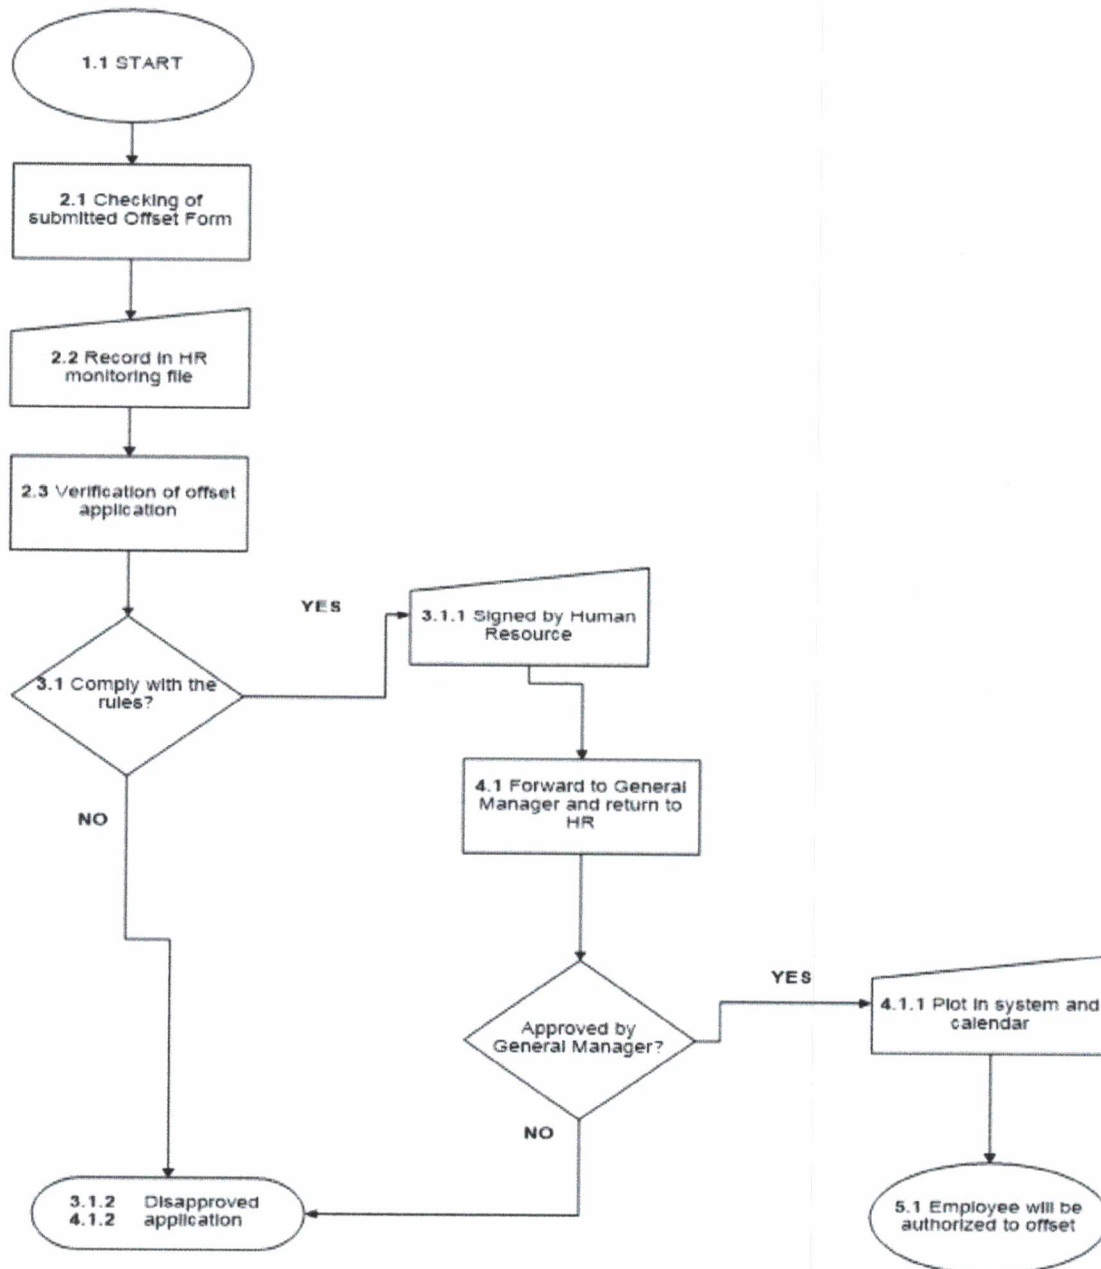 1.1 START
2.1 Checking of
submitted Offset Form
2.2 Record in HR
monitoring file
2.3 Verification of offset
application
YES
3.1.1 Signed by Human
Resource
3.1 Comply with the
rules?
4.1 Forward to General
Manager and return to
HR
NO
YES
4.1.1 Plot in system and
calendar
Approved by
General Manager?
NO
3.1.2 Disapproved
4.1.2 application
5.1 Employee will be
authorized to offset